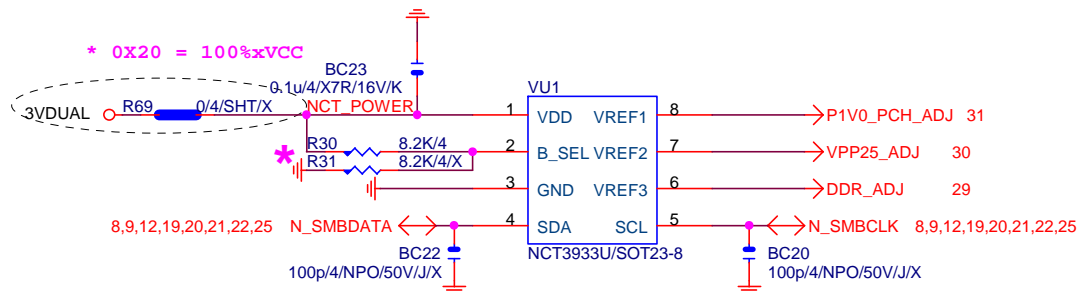 * 0X20 = 100%xVCC
BC23
0.1u/4/X7R/16V/K
VU1
3VDUAL R69 0/4/SHT/X NCT_POWER 1 VDD VREF1 8 P1V0_PCH_ADJ 31
R30 8.2K/4 2 B_SEL VREF2 7 VPP25_ADJ 30
* R31 8.2K/4/X
3 GND VREF3 6 DDR_ADJ 29
8,9,12,19,20,21,22,25 N_SMBDATA 4 SDA SCL 5 N_SMBCLK 8,9,12,19,20,21,22,25
BC22 NCT3933U/SOT23-8 BC20
100p/4/NPO/50V/J/X 100p/4/NPO/50V/J/X